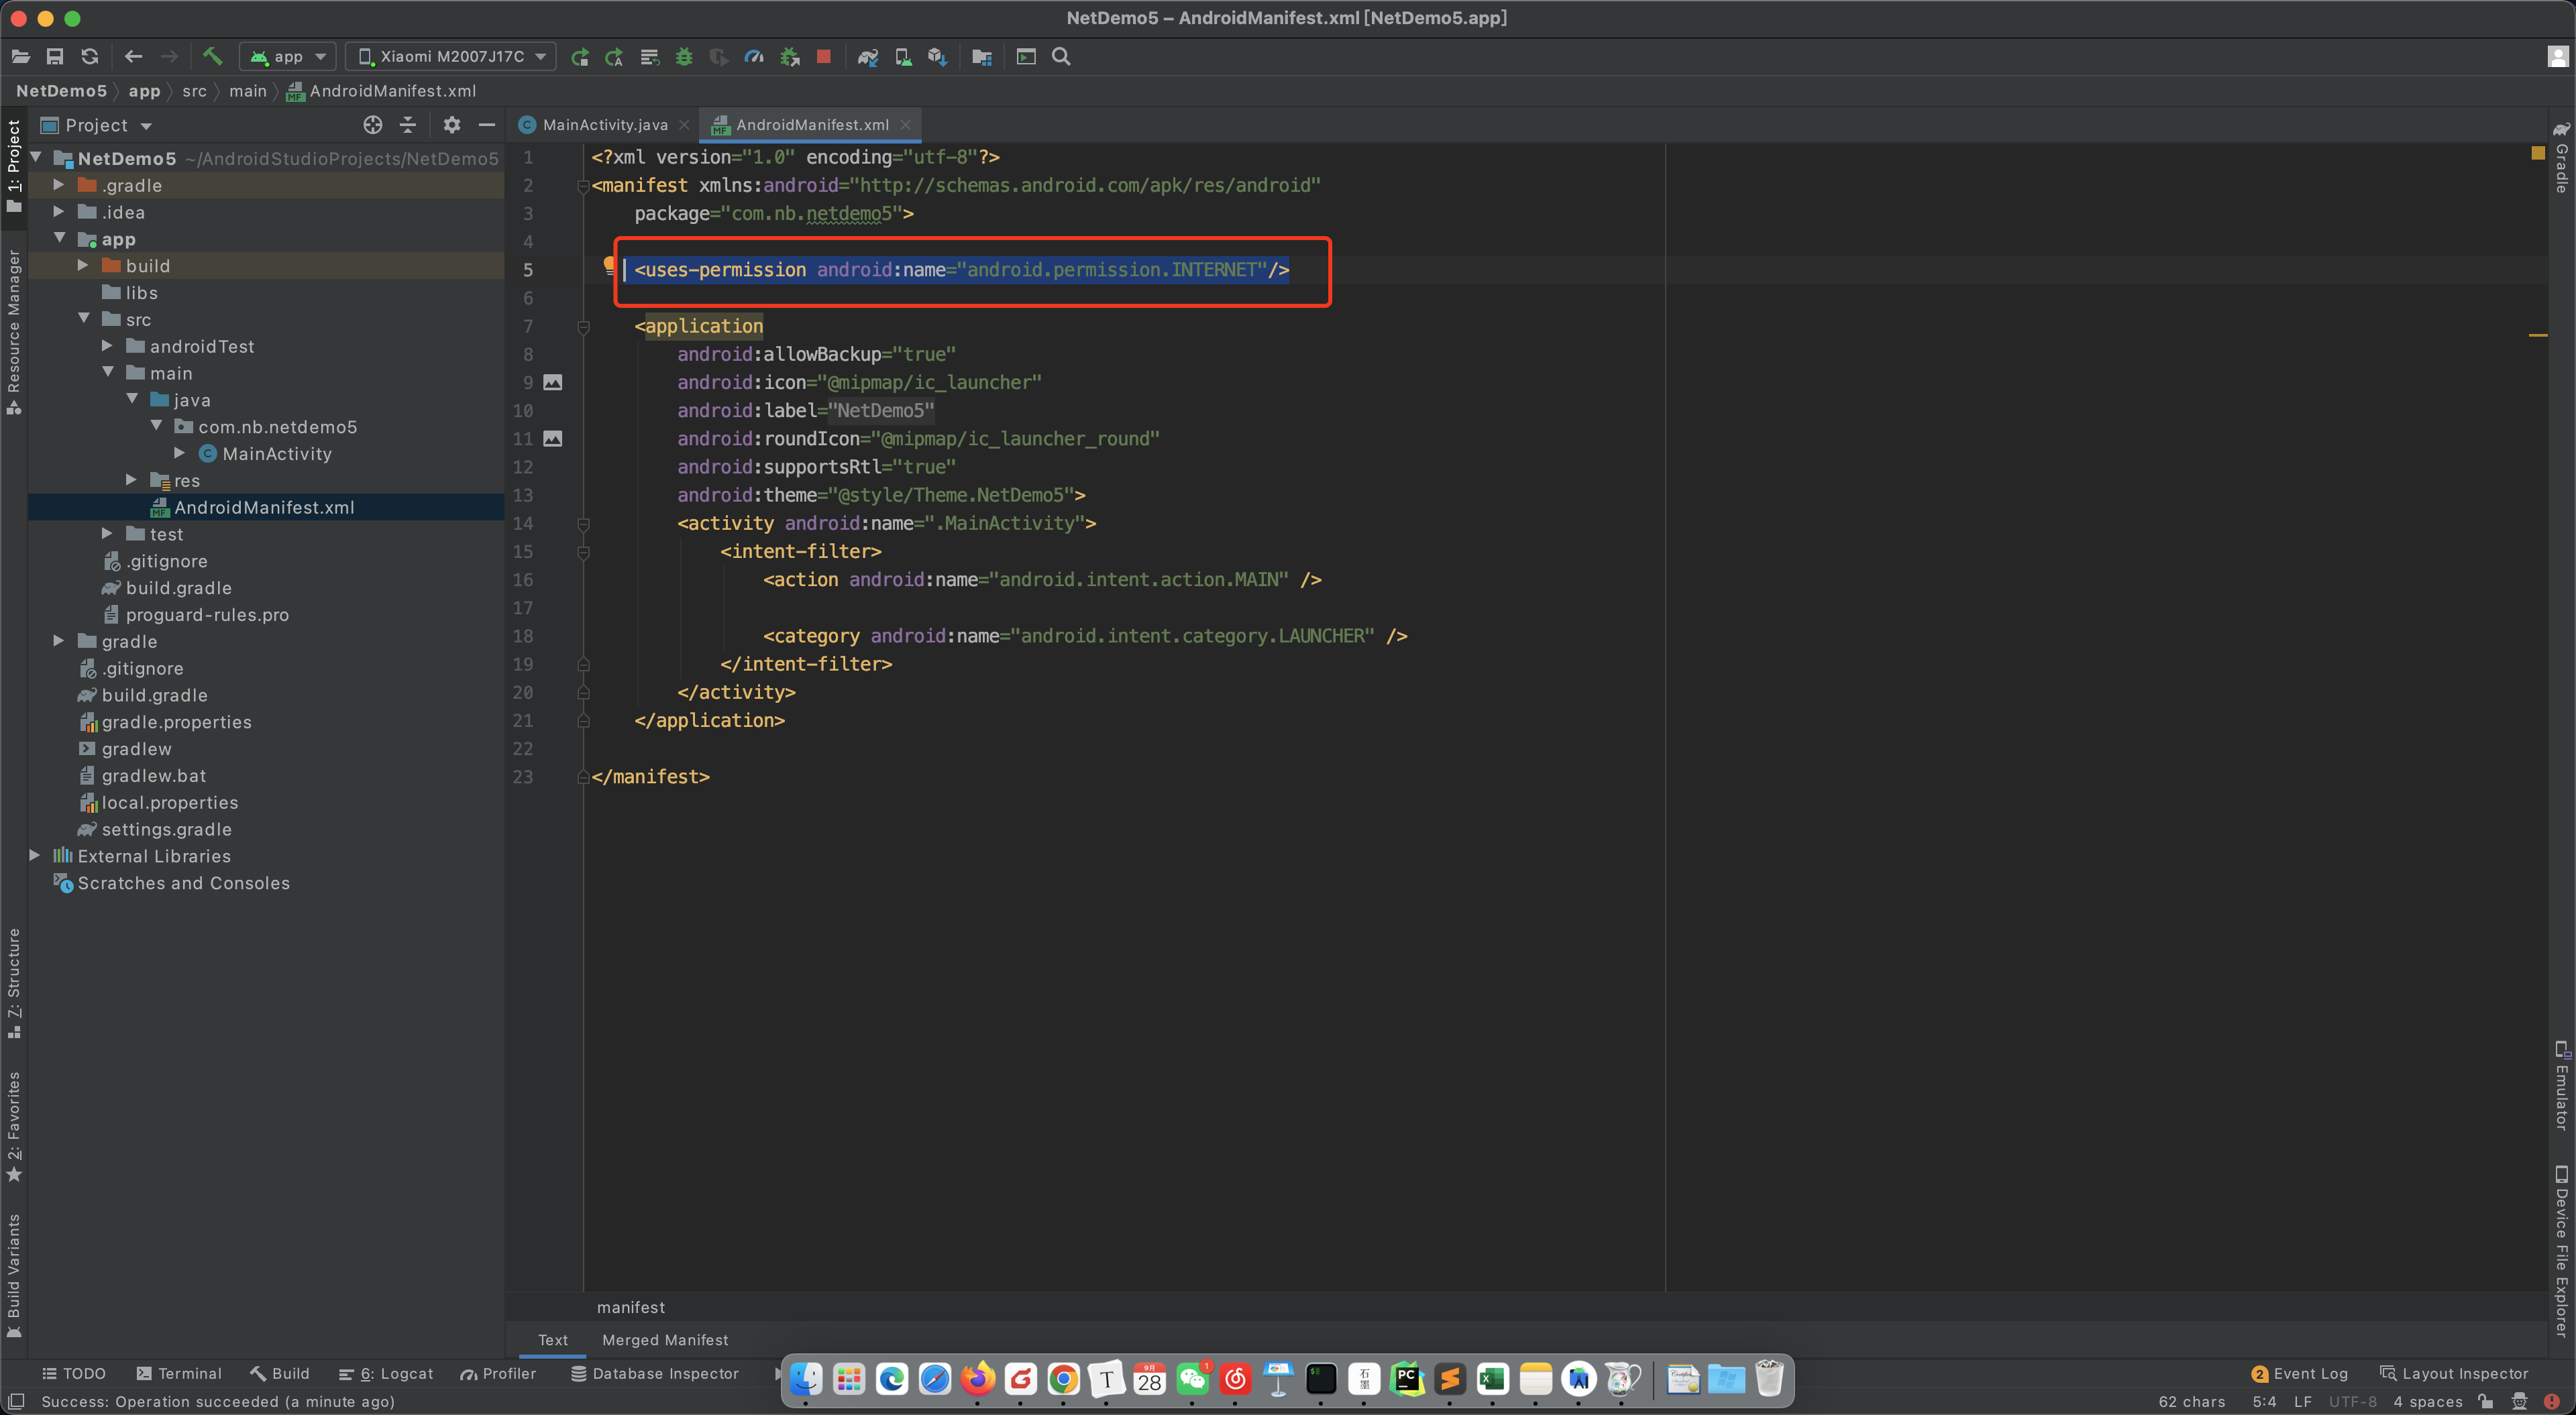 NetDemo5 – AndroidManifest.xml [NetDemo5.app]
app
Xiaomi M2007J17C
NetDemo5 app src main AndroidManifest.xml
1: Project
Resource Manager
7: Structure
2: Favorites
Build Variants
Project
NetDemo5 ~/AndroidStudioProjects/NetDemo5
.gradle
.idea
app
build
libs
src
androidTest
main
java
com.nb.netdemo5
MainActivity
res
AndroidManifest.xml
test
.gitignore
build.gradle
proguard-rules.pro
gradle
.gitignore
build.gradle
gradle.properties
gradlew
gradlew.bat
local.properties
settings.gradle
External Libraries
Scratches and Consoles
MainActivity.java AndroidManifest.xml
1 <?xml version="1.0" encoding="utf-8"?>
2 <manifest xmlns:android="http://schemas.android.com/apk/res/android"
3 package="com.nb.netdemo5">
4
5 <uses-permission android:name="android.permission.INTERNET"/>
6
7 <application
8 android:allowBackup="true"
9 android:icon="@mipmap/ic_launcher"
10 android:label="NetDemo5"
11 android:roundIcon="@mipmap/ic_launcher_round"
12 android:supportsRtl="true"
13 android:theme="@style/Theme.NetDemo5">
14 <activity android:name=".MainActivity">
15 <intent-filter>
16 <action android:name="android.intent.action.MAIN" />
17
18 <category android:name="android.intent.category.LAUNCHER" />
19 </intent-filter>
20 </activity>
21 </application>
22
23 </manifest>
manifest
Text Merged Manifest
Gradle
Emulator
Device File Explorer
TODO Terminal Build 6: Logcat Profiler Database Inspector
9月
28
1
T
石墨
PC
2 Event Log Layout Inspector
Success: Operation succeeded (a minute ago)
62 chars 5:4 LF UTF-8 4 spaces